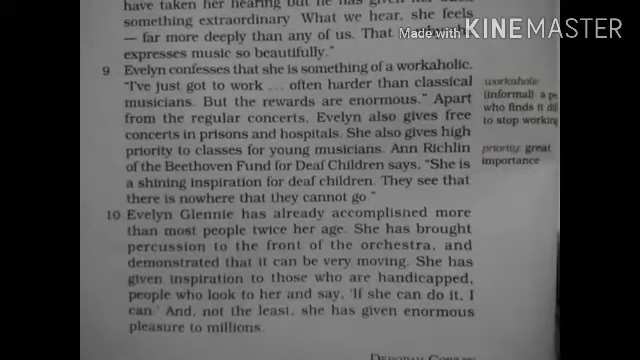 have taken her hearing but he has given her back
something extraordinary What we hear, she feels
— far more deeply than any of us. That is why she
expresses music so beautifully."
Made with KINEMASTER
9 Evelyn confesses that she is something of a workaholic.
"I've just got to work ... often harder than classical
musicians. But the rewards are enormous." Apart
from the regular concerts, Evelyn also gives free
concerts in prisons and hospitals. She also gives high
priority to classes for young musicians. Ann Richlin
of the Beethoven Fund for Deaf Children says, "She is
a shining inspiration for deaf children. They see that
there is nowhere that they cannot go "
workaholic
(informal) a
who finds it
to stop working
priority: great
importance
10 Evelyn Glennie has already accomplished more
than most people twice her age. She has brought
percussion to the front of the orchestra, and
demonstrated that it can be very moving. She has
given inspiration to those who are handicapped,
people who look to her and say, 'If she can do it, I
can.' And, not the least, she has given enormous
pleasure to millions.
DEBORAH